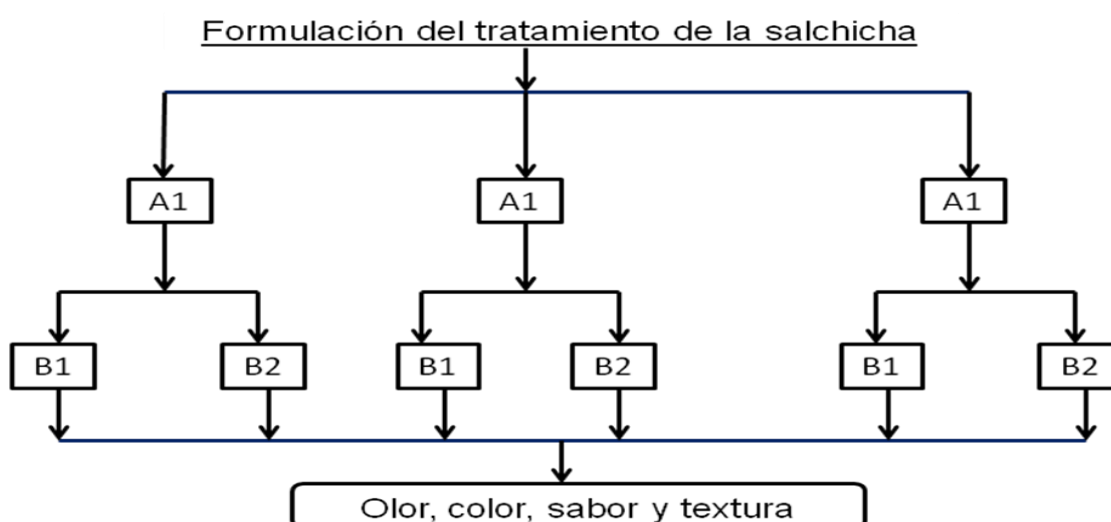 Formulación del tratamiento de la salchicha
A1 A1 A1
B1 B2 B1 B2 B1 B2
Olor, color, sabor y textura